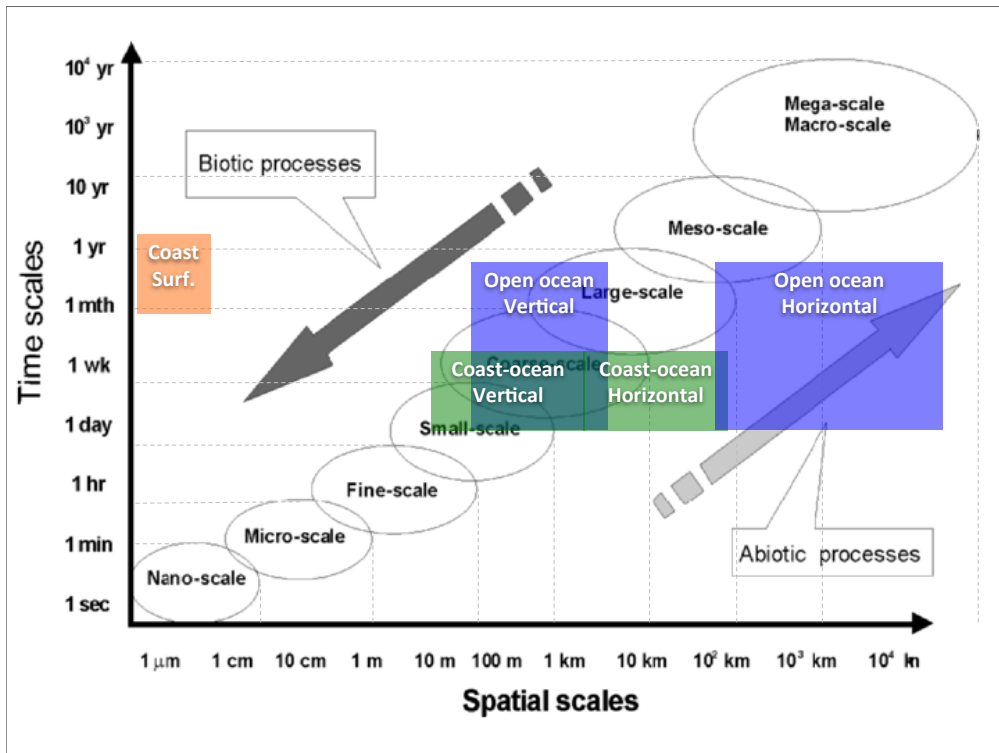 10⁴ yr
10³ yr
10 yr
1 yr
1 mth
1 wk
1 day
1 hr
1 min
1 sec
Time scales
Biotic processes
Mega-scale
Macro-scale
Meso-scale
Large-scale
Coarse-scale
Small-scale
Fine-scale
Micro-scale
Nano-scale
Coast
Surf.
Open ocean
Vertical
Open ocean
Horizontal
Coast-ocean
Vertical
Coast-ocean
Horizontal
Abiotic processes
1 μm
1 cm
10 cm
1 m
10 m
100 m
1 km
10 km
10² km
10³ km
10⁴
Spatial scales